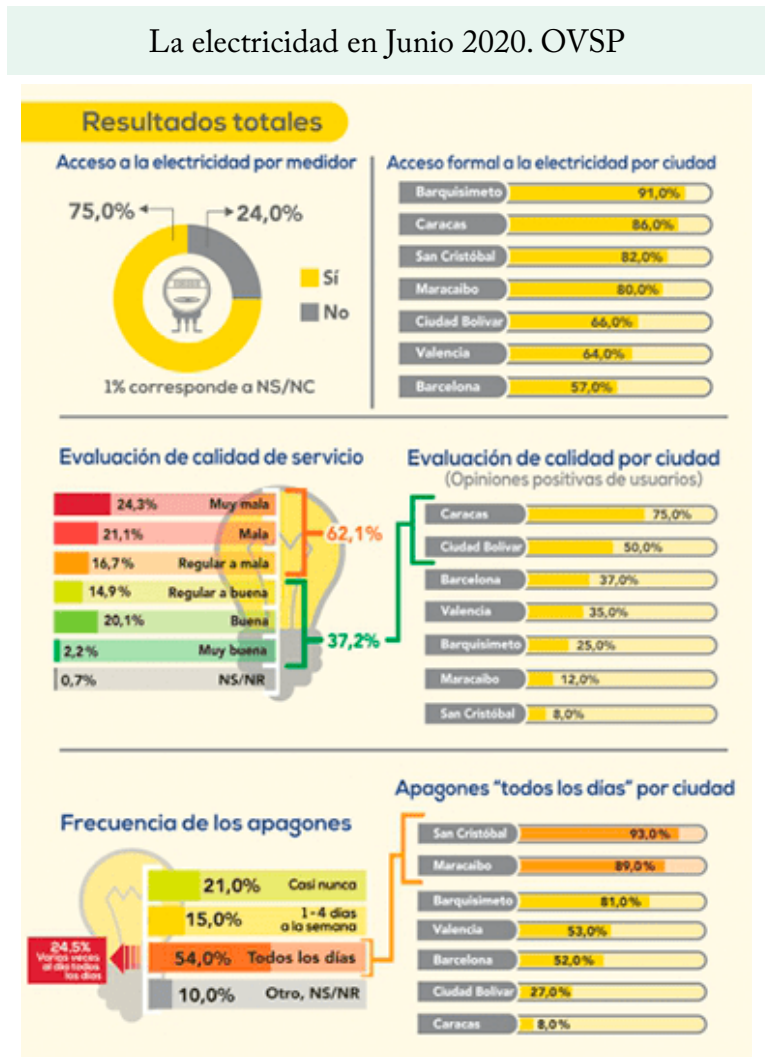 La electricidad en Junio 2020. OVSP
Resultados totales
Acceso a la electricidad por medidor
75,0%
24,0%
Sí
No
1% corresponde a NS/NC
Acceso formal a la electricidad por ciudad
Barquisimeto 91,0%
Caracas 86,0%
San Cristóbal 82,0%
Maracaibo 80,0%
Ciudad Bolívar 66,0%
Valencia 64,0%
Barcelona 57,0%
Evaluación de calidad de servicio
24,3% Muy mala
21,1% Mala
16,7% Regular a mala
14,9% Regular a buena
20,1% Buena
2,2% Muy buena
0,7% NS/NR
62,1%
37,2%
Evaluación de calidad por ciudad
(Opiniones positivas de usuarios)
Caracas 75,0%
Ciudad Bolívar 50,0%
Barcelona 37,0%
Valencia 35,0%
Barquisimeto 25,0%
Maracaibo 12,0%
San Cristóbal 8,0%
Frecuencia de los apagones
21,0% Casi nunca
15,0% 1-4 días
a la semana
54,0% Todos los días
10,0% Otro, NS/NR
24,5%
Varias veces
al día todos
los días
Apagones "todos los días" por ciudad
San Cristóbal 93,0%
Maracaibo 89,0%
Barquisimeto 81,0%
Valencia 53,0%
Barcelona 52,0%
Ciudad Bolívar 27,0%
Caracas 8,0%